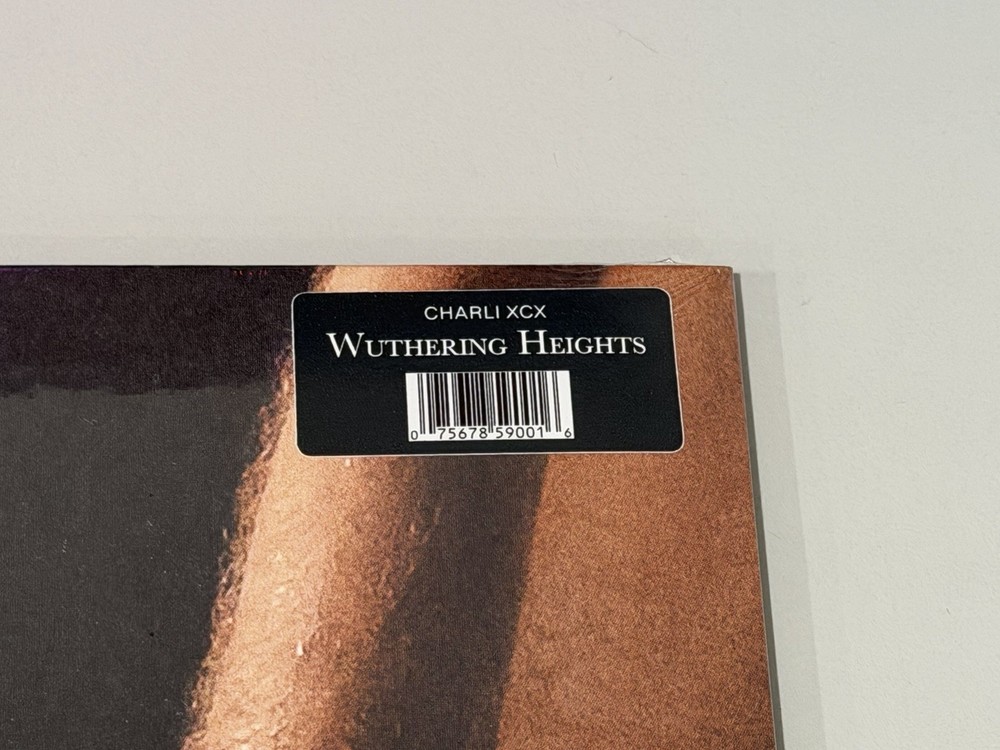 CHARLI XCX
WUTHERING HEIGHTS
0 75678 59001 6